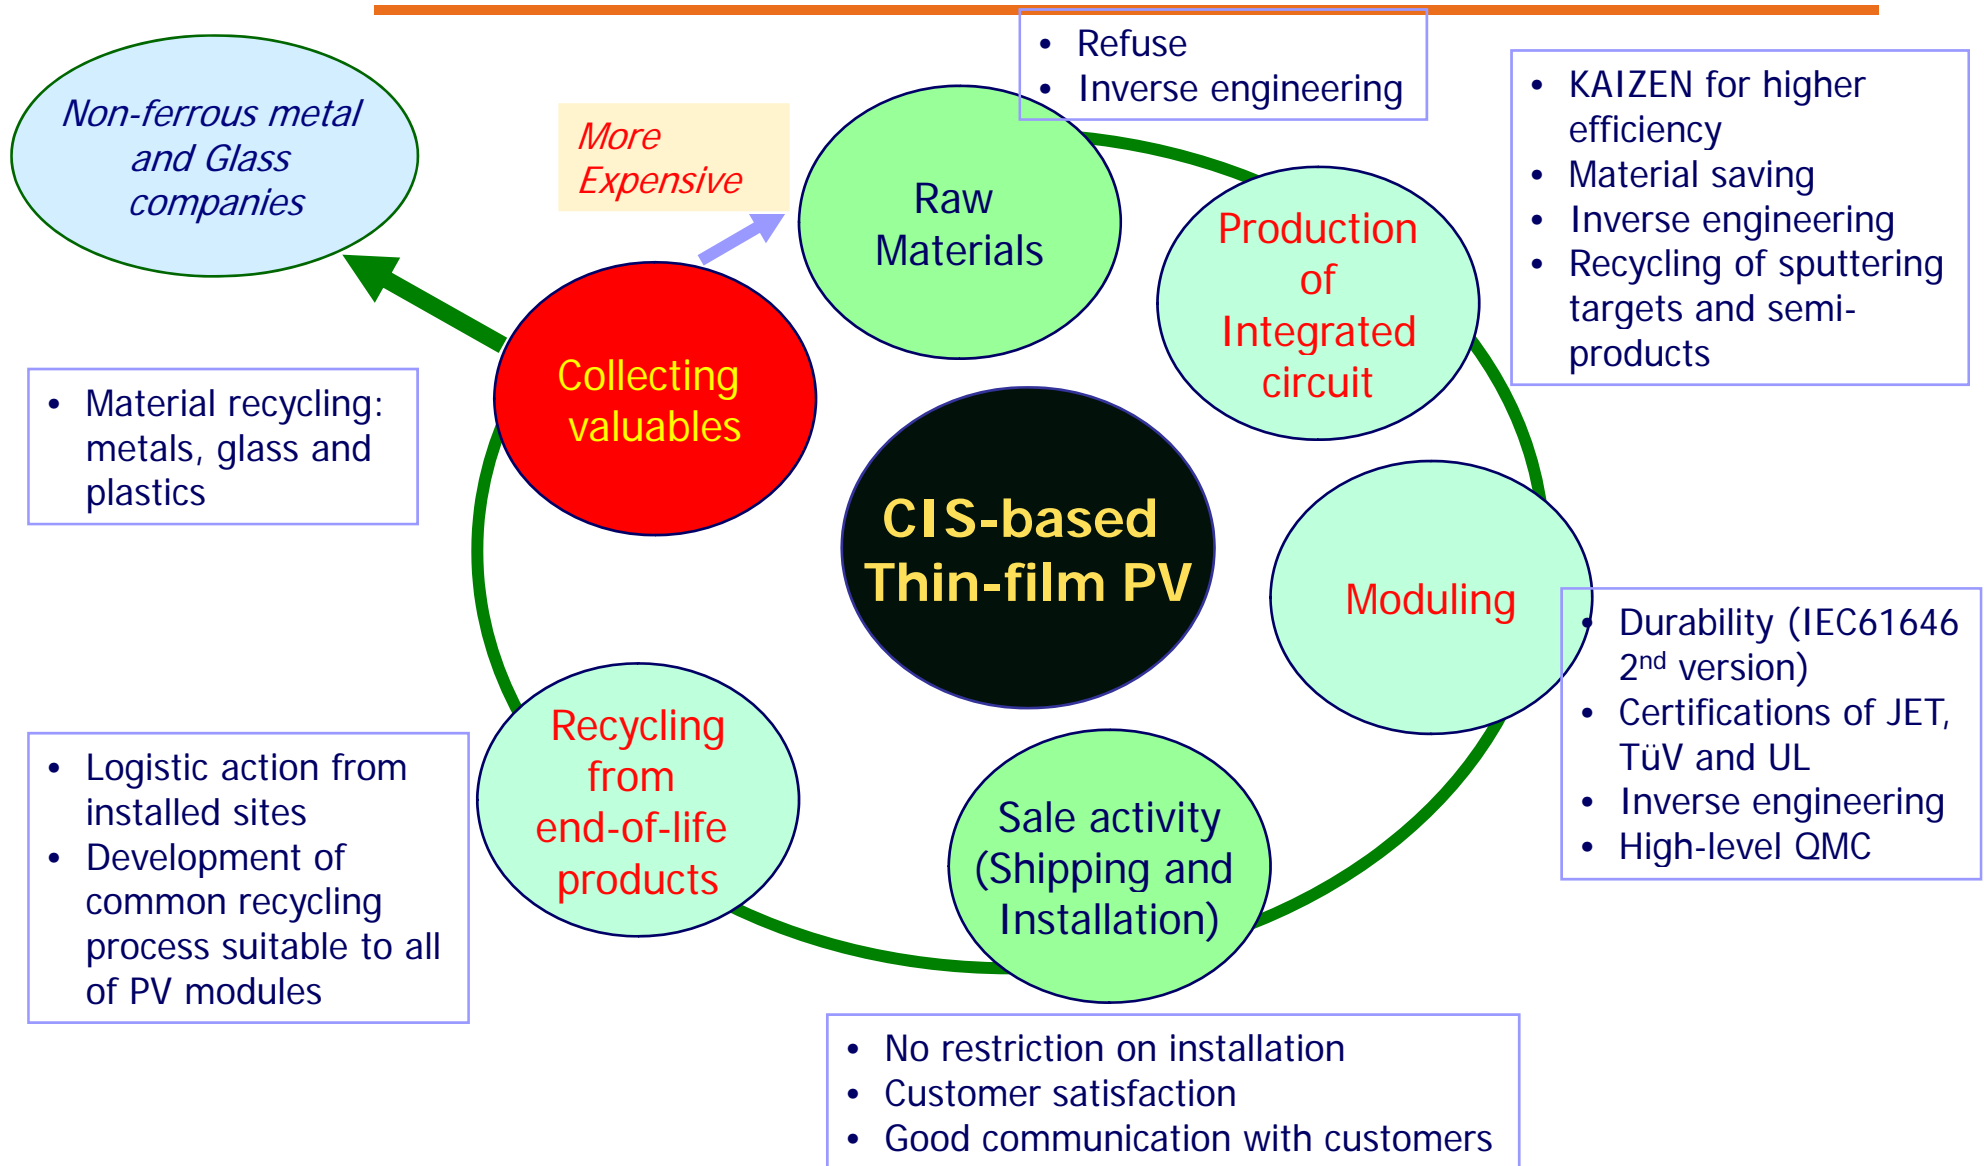 • Refuse
• Inverse engineering
Non-ferrous metal
and Glass
companies
More
Expensive
Raw
Materials
• KAIZEN for higher
efficiency
• Material saving
• Inverse engineering
• Recycling of sputtering
targets and semi-
products
Production
of
Integrated
circuit
Collecting
valuables
• Material recycling:
metals, glass and
plastics
CIS-based
Thin-film PV
Moduling
• Durability (IEC61646
2nd version)
• Certifications of JET,
TüV and UL
• Inverse engineering
• High-level QMC
Recycling
from
end-of-life
products
• Logistic action from
installed sites
• Development of
common recycling
process suitable to all
of PV modules
Sale activity
(Shipping and
Installation)
• No restriction on installation
• Customer satisfaction
• Good communication with customers